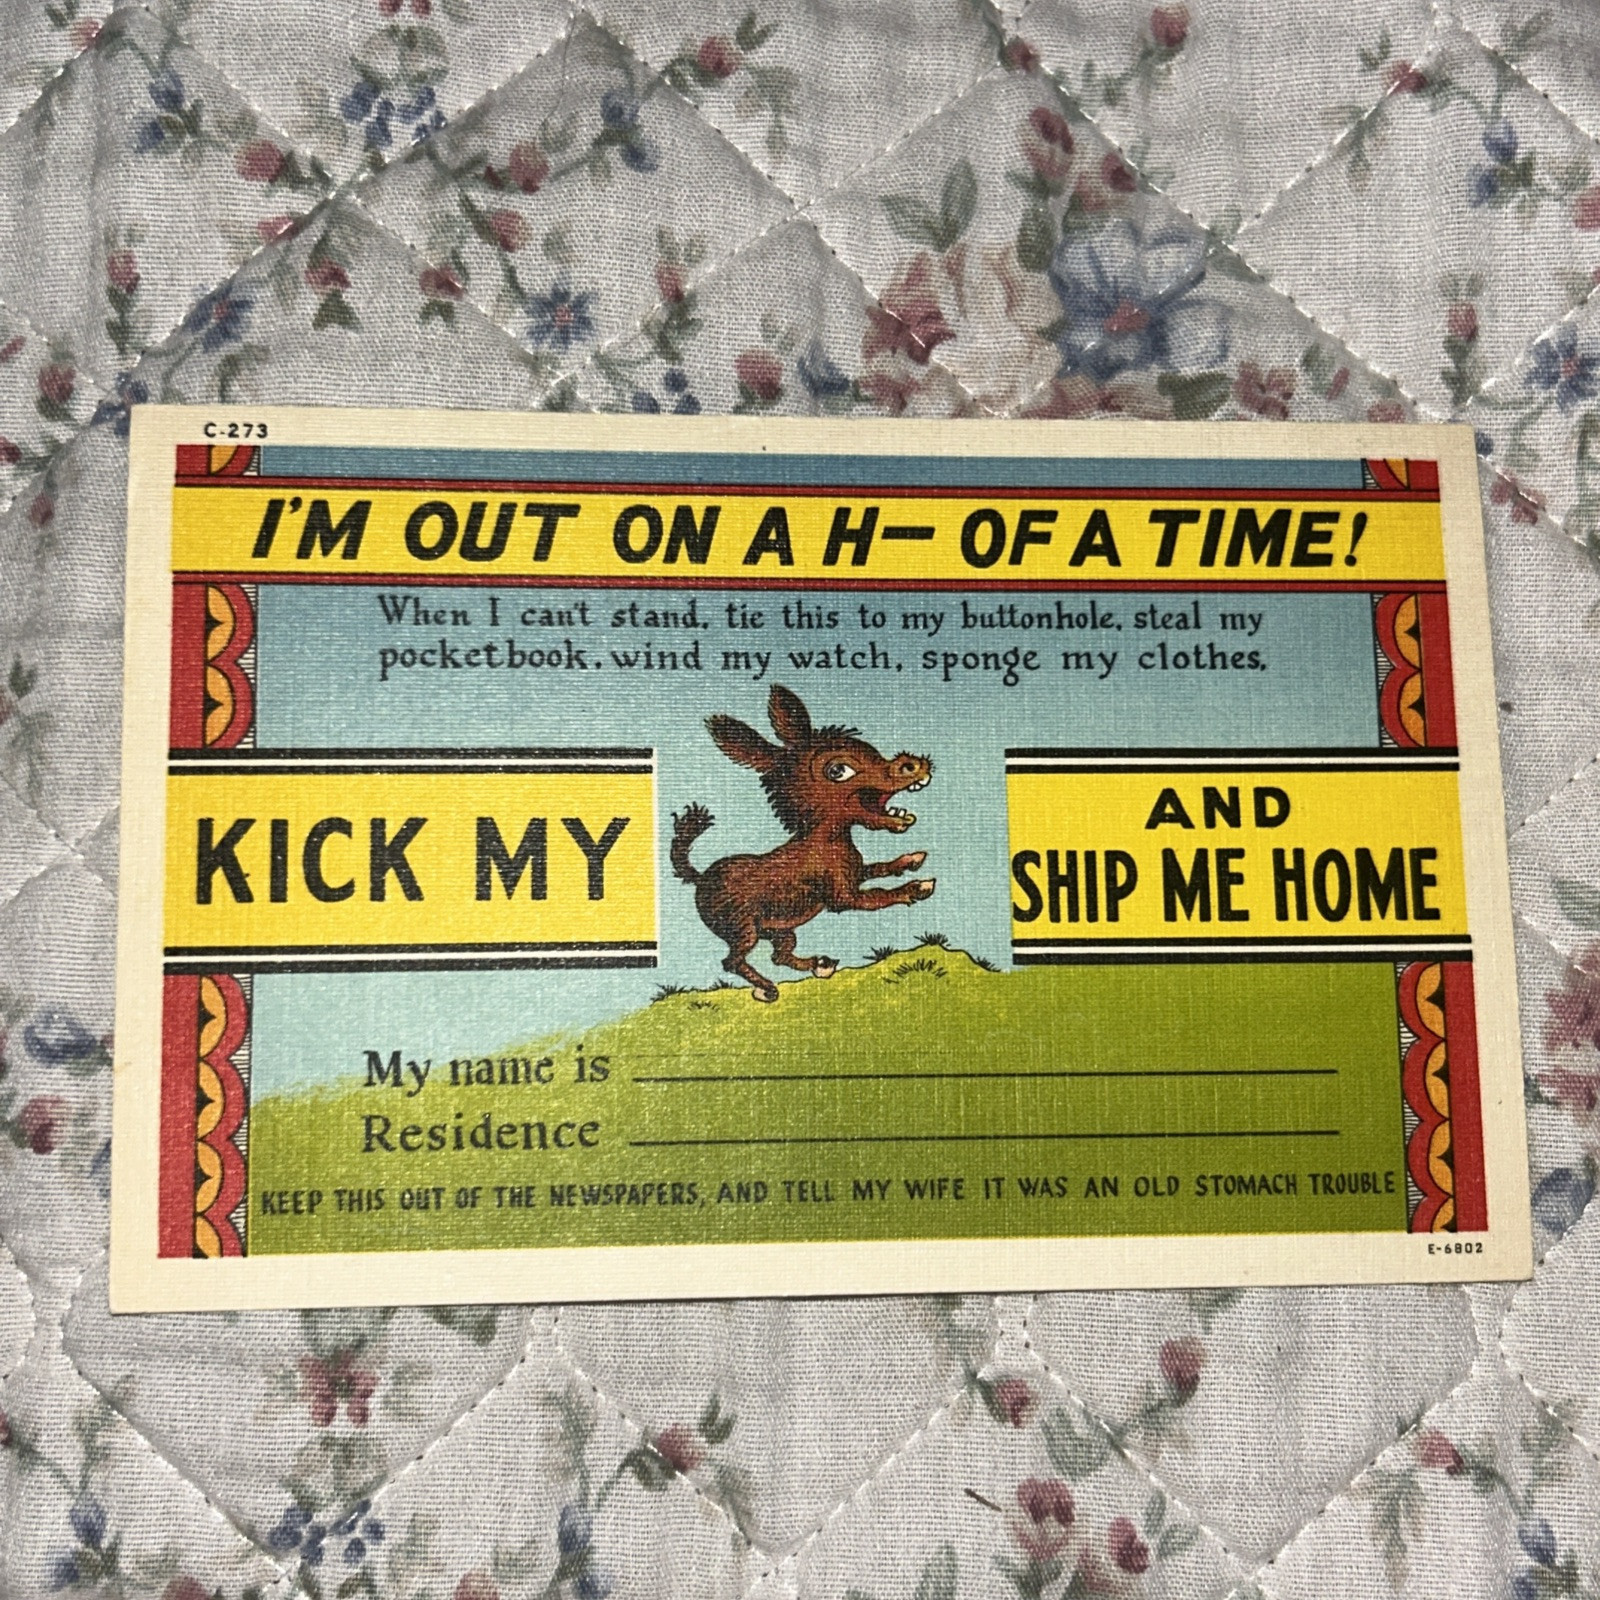 C-273
I'M OUT ON A H— OF A TIME!
When I can't stand, tie this to my buttonhole, steal my
pocketbook, wind my watch, sponge my clothes,
KICK MY
AND
SHIP ME HOME
My name is
Residence
KEEP THIS OUT OF THE NEWSPAPERS, AND TELL MY WIFE IT WAS AN OLD STOMACH TROUBLE
E-6802